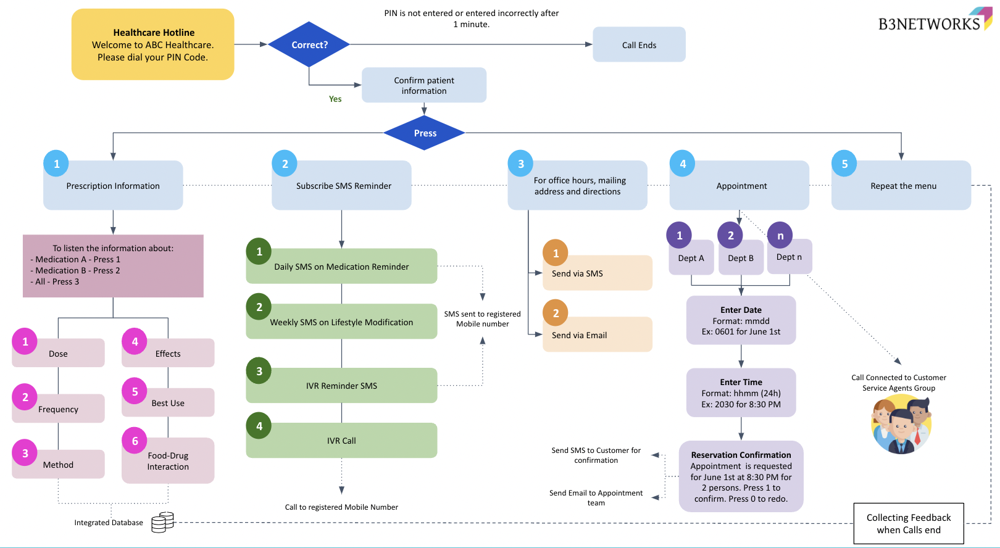 Healthcare Hotline
Welcome to ABC Healthcare.
Please dial your PIN Code.
Correct?
PIN is not entered or entered incorrectly after
1 minute.
Call Ends
B3NETWORKS
Yes
Confirm patient
information
Press
1
Prescription Information
2
Subscribe SMS Reminder
3
For office hours, mailing
address and directions
4
Appointment
5
Repeat the menu
To listen the information about:
- Medication A - Press 1
- Medication B - Press 2
- All - Press 3
1
Dose
2
Frequency
3
Method
4
Effects
5
Best Use
6
Food-Drug
Interaction
Integrated Database
1
Daily SMS on Medication Reminder
2
Weekly SMS on Lifestyle Modification
3
IVR Reminder SMS
4
IVR Call
SMS sent to registered
Mobile number
Call to registered Mobile Number
1
Send via SMS
2
Send via Email
1
Dept A
2
Dept B
n
Dept n
Enter Date
Format: mmdd
Ex: 0601 for June 1st
Enter Time
Format: hhmm (24h)
Ex: 2030 for 8:30 PM
Reservation Confirmation
Appointment is requested
for June 1st at 8:30 PM for
2 persons. Press 1 to
confirm. Press 0 to redo.
Send SMS to Customer for
confirmation
Send Email to Appointment
team
Call Connected to Customer
Service Agents Group
Collecting Feedback
when Calls end